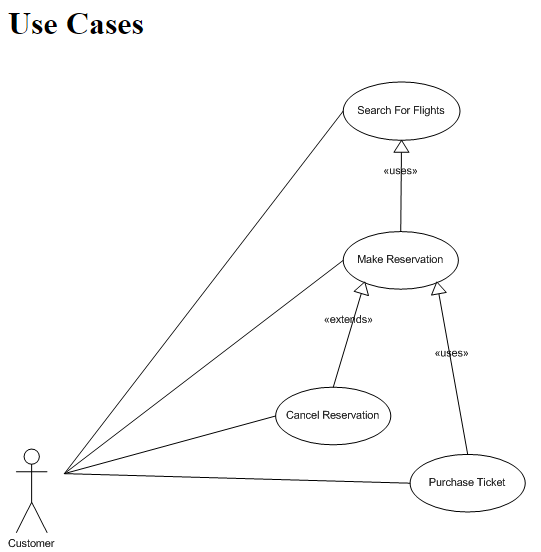 Use Cases
Search For Flights
«uses»
Make Reservation
«extends»
«uses»
Cancel Reservation
Purchase Ticket
Customer